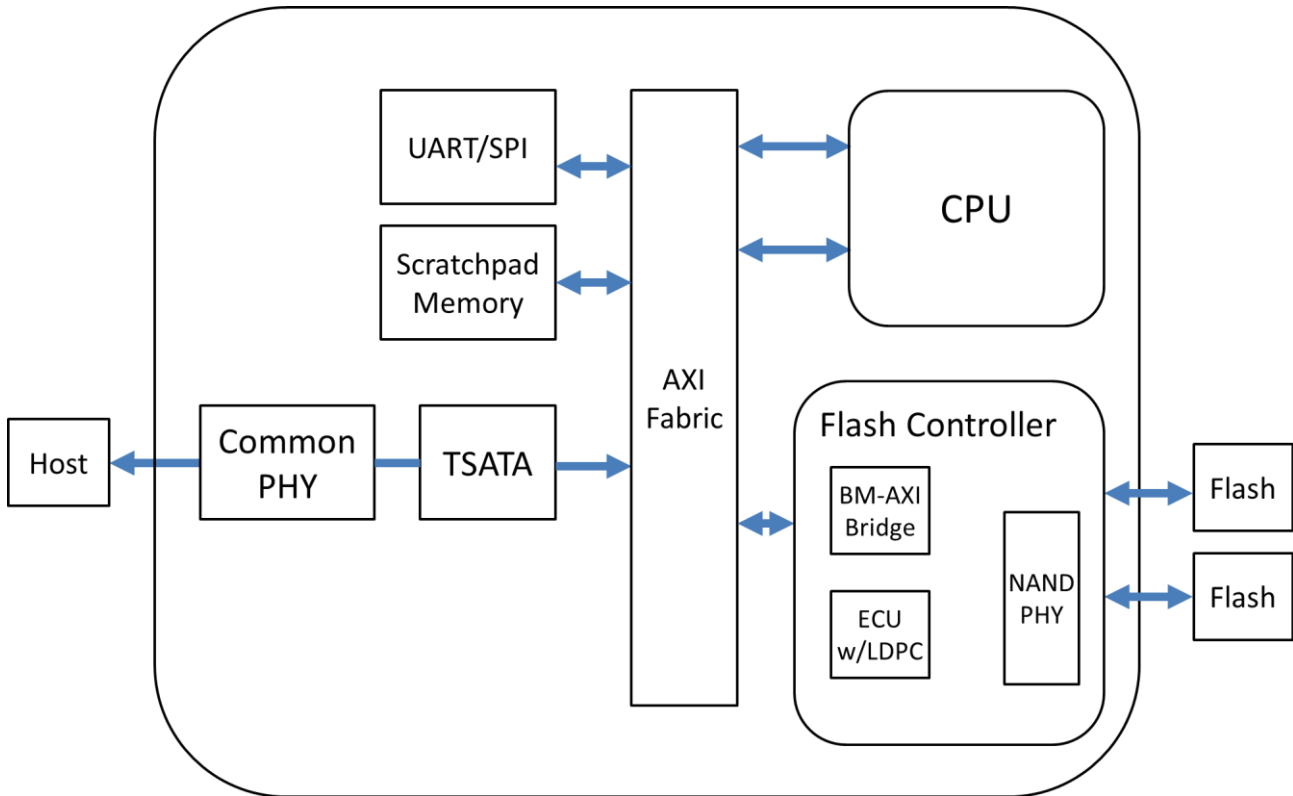 UART/SPI
Scratchpad
Memory
CPU
AXI
Fabric
Host
Common
PHY
TSATA
Flash Controller
BM-AXI
Bridge
ECU
w/LDPC
NAND
PHY
Flash
Flash